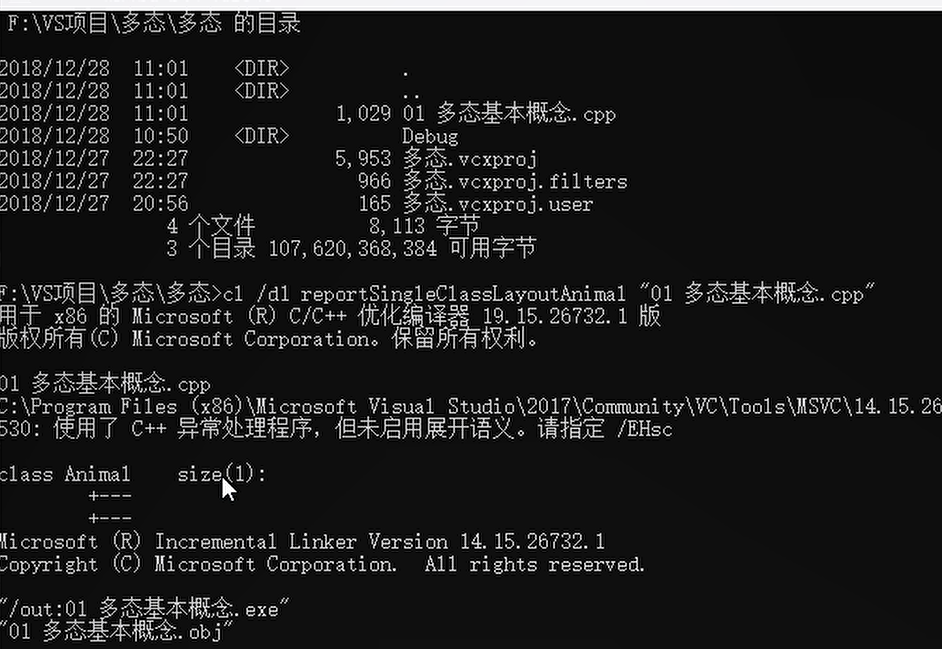 F:\VS项目\多态\多态 的目录
2018/12/28 11:01 <DIR> .
2018/12/28 11:01 <DIR> ..
2018/12/28 11:01 1,029 01 多态基本概念.cpp
2018/12/28 10:50 <DIR> Debug
2018/12/27 22:27 5,953 多态.vcxproj
2018/12/27 22:27 966 多态.vcxproj.filters
2018/12/27 20:56 165 多态.vcxproj.user
4 个文件 8,113 字节
3 个目录 107,620,368,384 可用字节
F:\VS项目\多态\多态>cl /d1 reportSingleClassLayoutAnimal "01 多态基本概念.cpp"
用于 x86 的 Microsoft (R) C/C++ 优化编译器 19.15.26732.1 版
版权所有(C) Microsoft Corporation。保留所有权利。
01 多态基本概念.cpp
C:\Program Files (x86)\Microsoft Visual Studio\2017\Community\VC\Tools\MSVC\14.15.26
530: 使用了 C++ 异常处理程序，但未启用展开语义。请指定 /EHsc
class Animal size(1):
+---
+---
Microsoft (R) Incremental Linker Version 14.15.26732.1
Copyright (C) Microsoft Corporation. All rights reserved.
"/out:01 多态基本概念.exe"
"01 多态基本概念.obj"